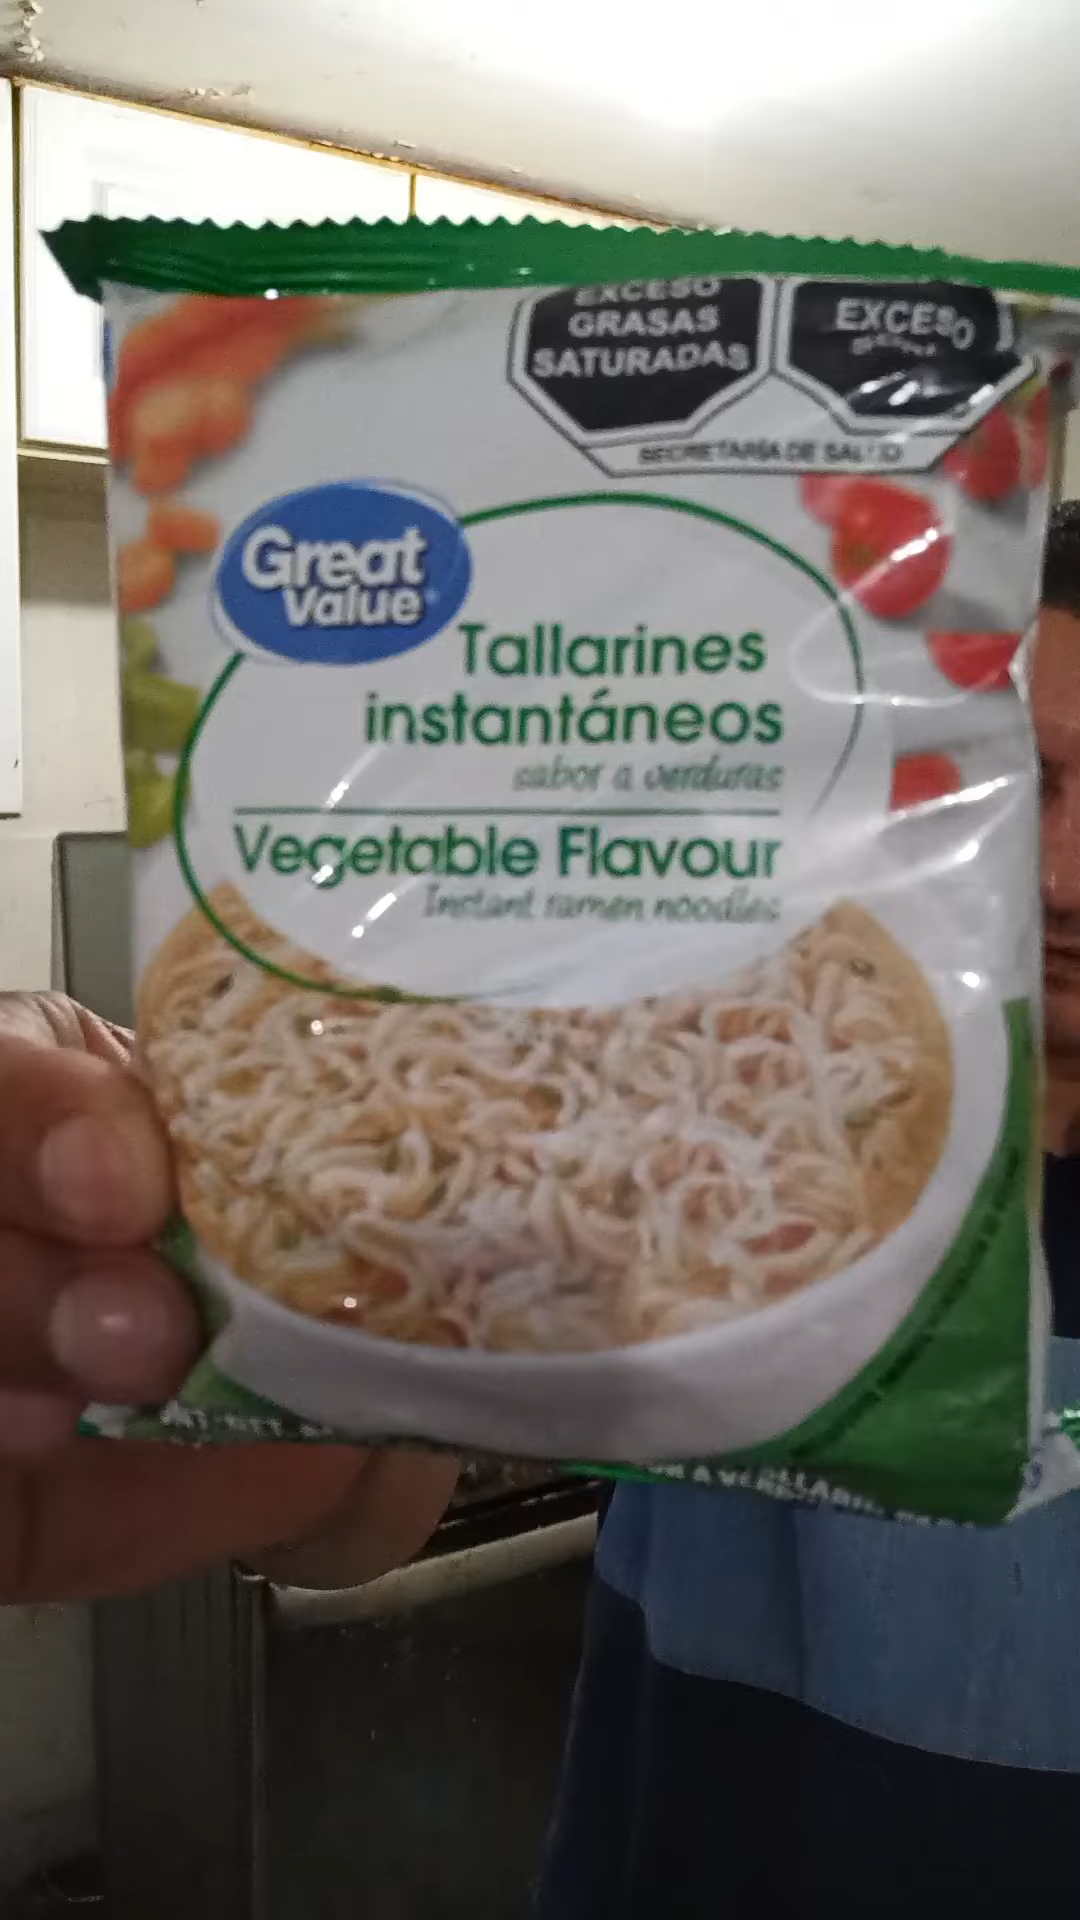 EXCESO
GRASAS
SATURADAS
EXCESO
SECRETARÍA DE SALUD
Great
Value
Tallarines
instantáneos
sabor a verduras
Vegetable Flavour
Instant ramen noodles